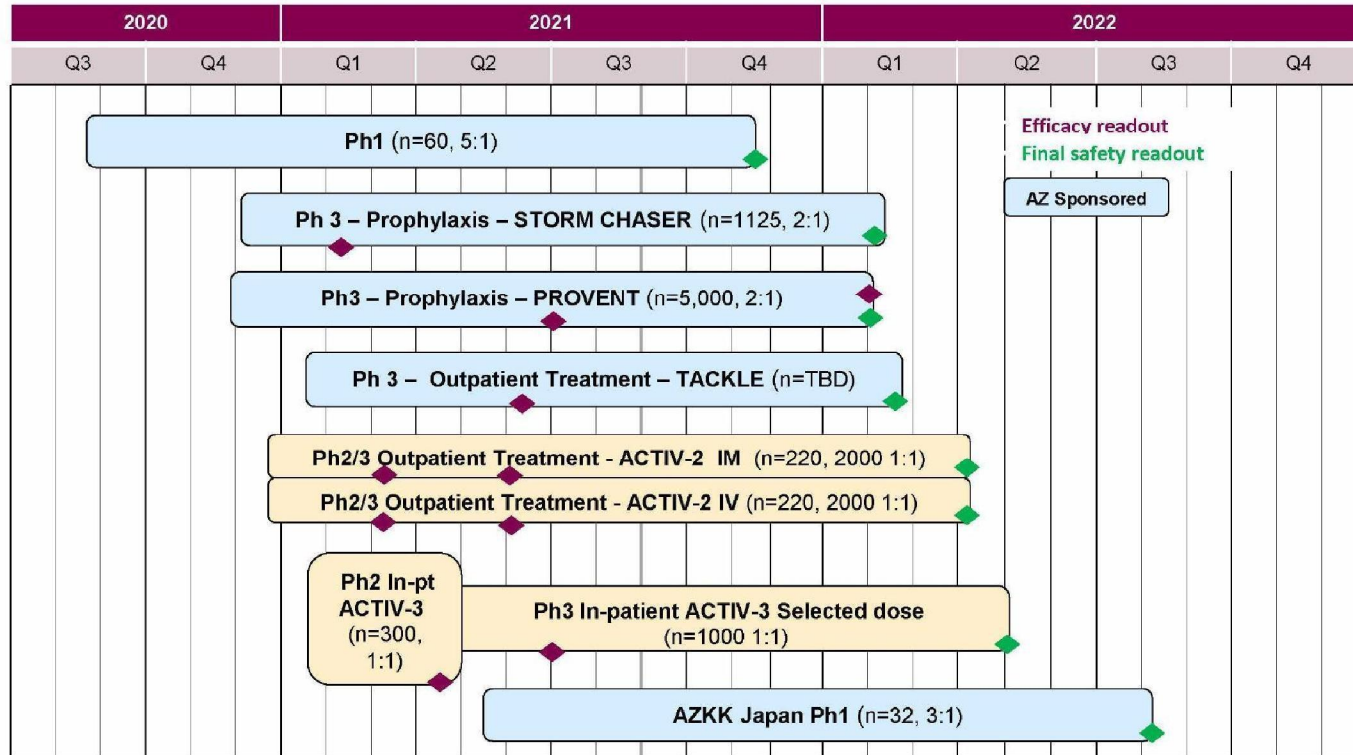 2020 2021 2022
Q3 Q4 Q1 Q2 Q3 Q4 Q1 Q2 Q3 Q4
Efficacy readout
Final safety readout
AZ Sponsored
Ph1 (n=60, 5:1)
Ph 3 – Prophylaxis – STORM CHASER (n=1125, 2:1)
Ph3 – Prophylaxis – PROVENT (n=5,000, 2:1)
Ph 3 – Outpatient Treatment – TACKLE (n=TBD)
Ph2/3 Outpatient Treatment - ACTIV-2 IM (n=220, 2000 1:1)
Ph2/3 Outpatient Treatment - ACTIV-2 IV (n=220, 2000 1:1)
Ph2 In-pt
ACTIV-3
(n=300,
1:1)
Ph3 In-patient ACTIV-3 Selected dose
(n=1000 1:1)
AZKK Japan Ph1 (n=32, 3:1)